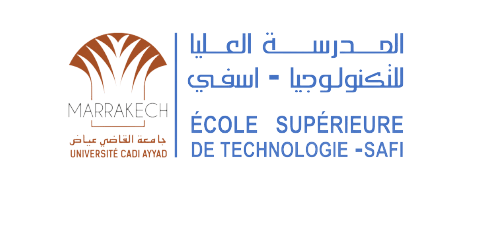 MARRAKECH
جامعة القاضي عياض
UNIVERSITÉ CADI AYYAD
المدرسة العليا
للتكنولوجيا - اسفي
ÉCOLE SUPÉRIEURE
DE TECHNOLOGIE -SAFI